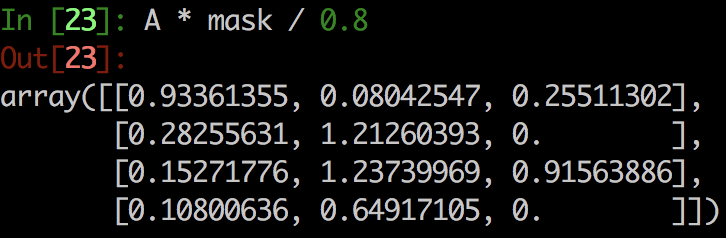 In [23]: A * mask / 0.8
Out[23]:
array([[0.93361355, 0.08042547, 0.25511302],
       [0.28255631, 1.21260393, 0.        ],
       [0.15271776, 1.23739969, 0.91563886],
       [0.10800636, 0.64917105, 0.        ]])